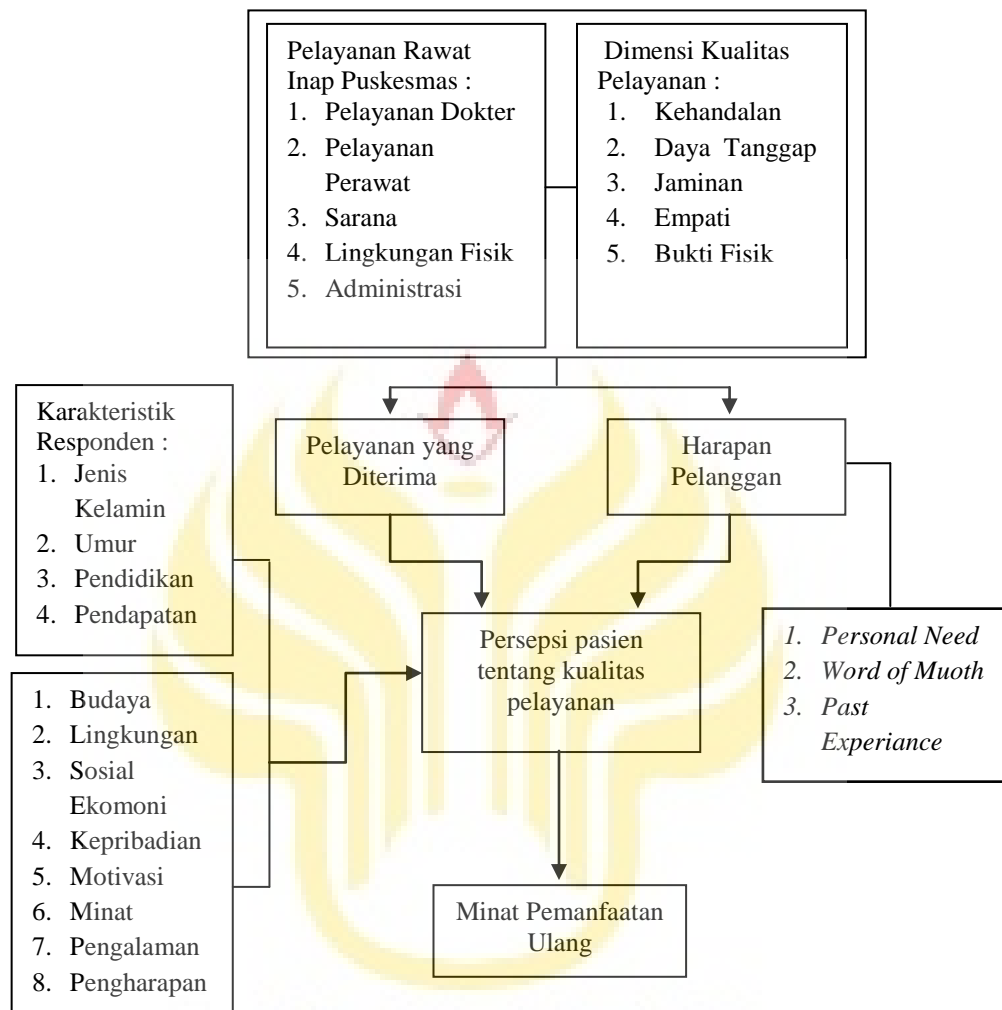 Pelayanan Rawat
Inap Puskesmas :
1. Pelayanan Dokter
2. Pelayanan
Perawat
3. Sarana
4. Lingkungan Fisik
5. Administrasi
Dimensi Kualitas
Pelayanan :
1. Kehandalan
2. Daya Tanggap
3. Jaminan
4. Empati
5. Bukti Fisik
Pelayanan yang
Diterima
Harapan
Pelanggan
Karakteristik
Responden :
1. Jenis
Kelamin
2. Umur
3. Pendidikan
4. Pendapatan
Persepsi pasien
tentang kualitas
pelayanan
1. Personal Need
2. Word of Muoth
3. Past
Experiance
1. Budaya
2. Lingkungan
3. Sosial
Ekomoni
4. Kepribadian
5. Motivasi
6. Minat
7. Pengalaman
8. Pengharapan
Minat Pemanfaatan
Ulang